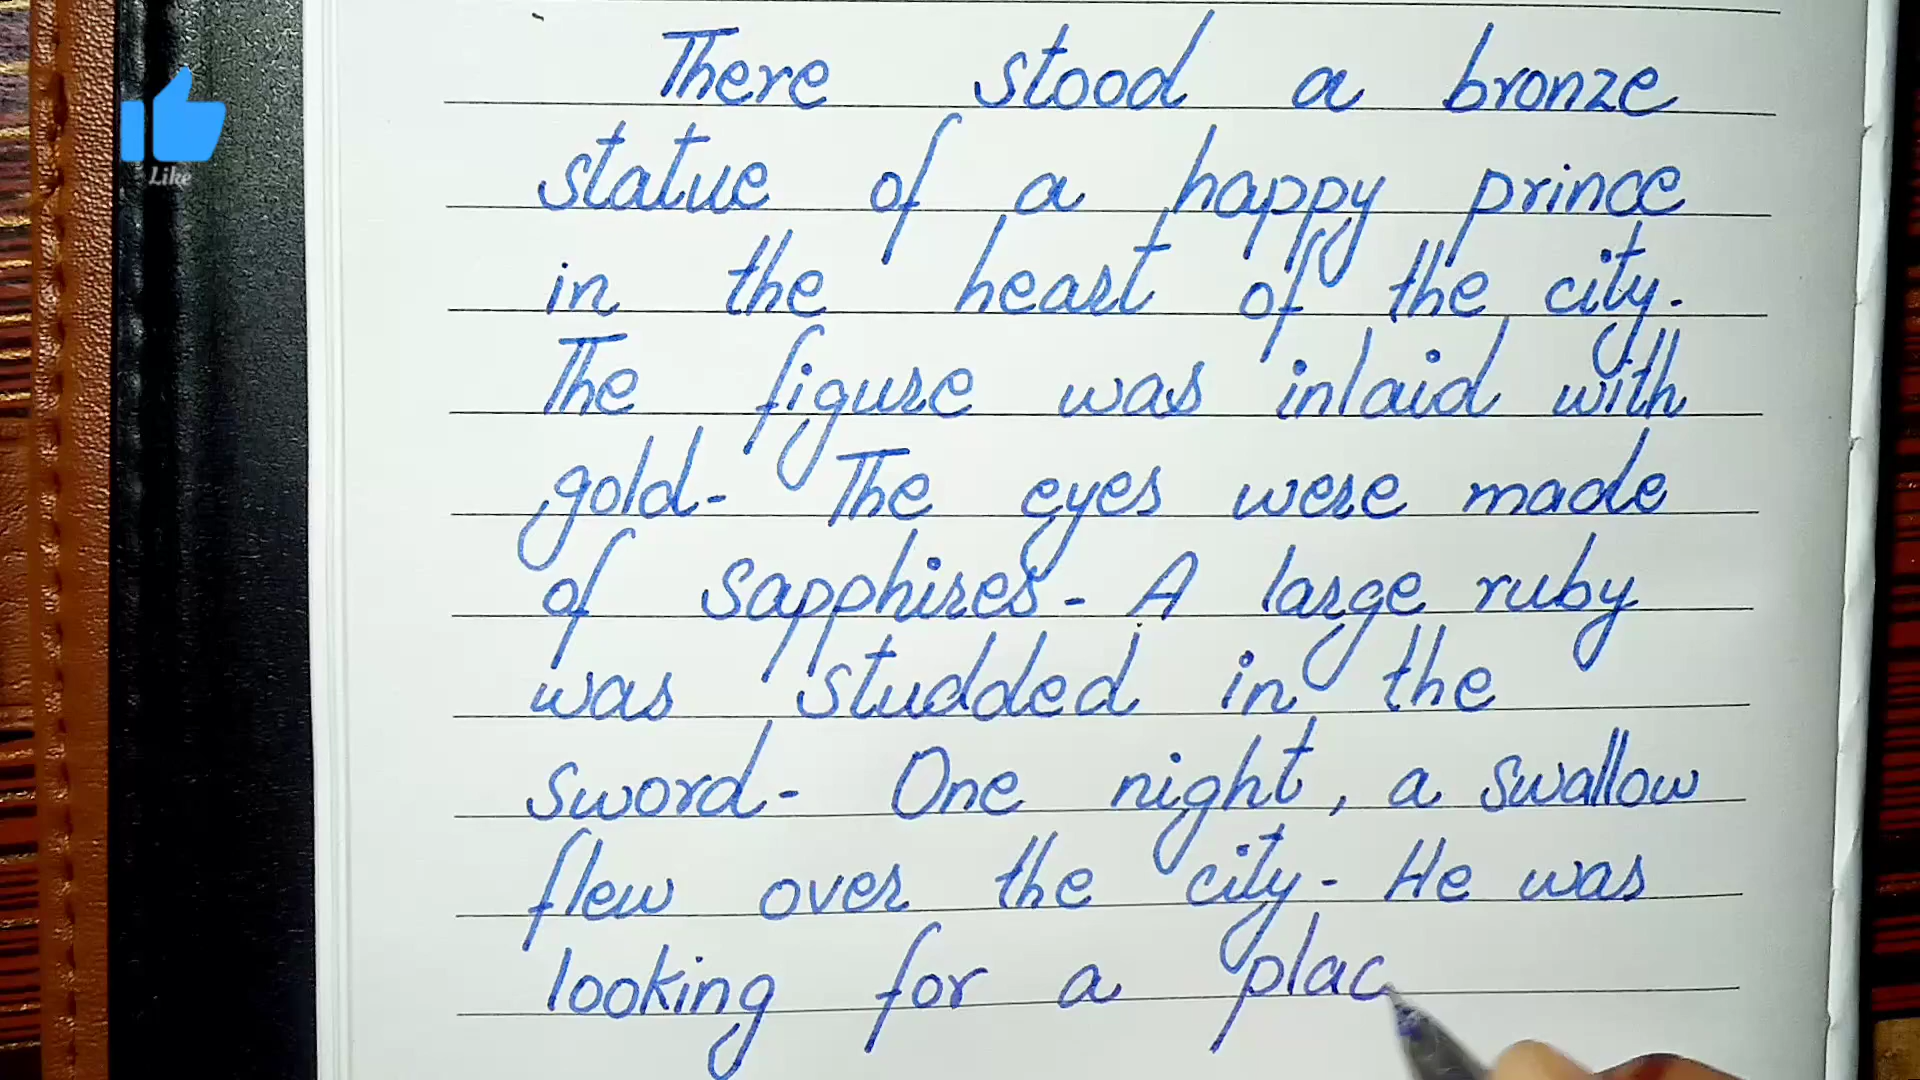 Like
There stood a bronze
statue of a happy prince
in the heart of the city.
The figure was inlaid with
gold. The eyes were made
of sapphires. A large ruby
was studded in the
sword. One night, a swallow
flew over the city. He was
looking for a plac